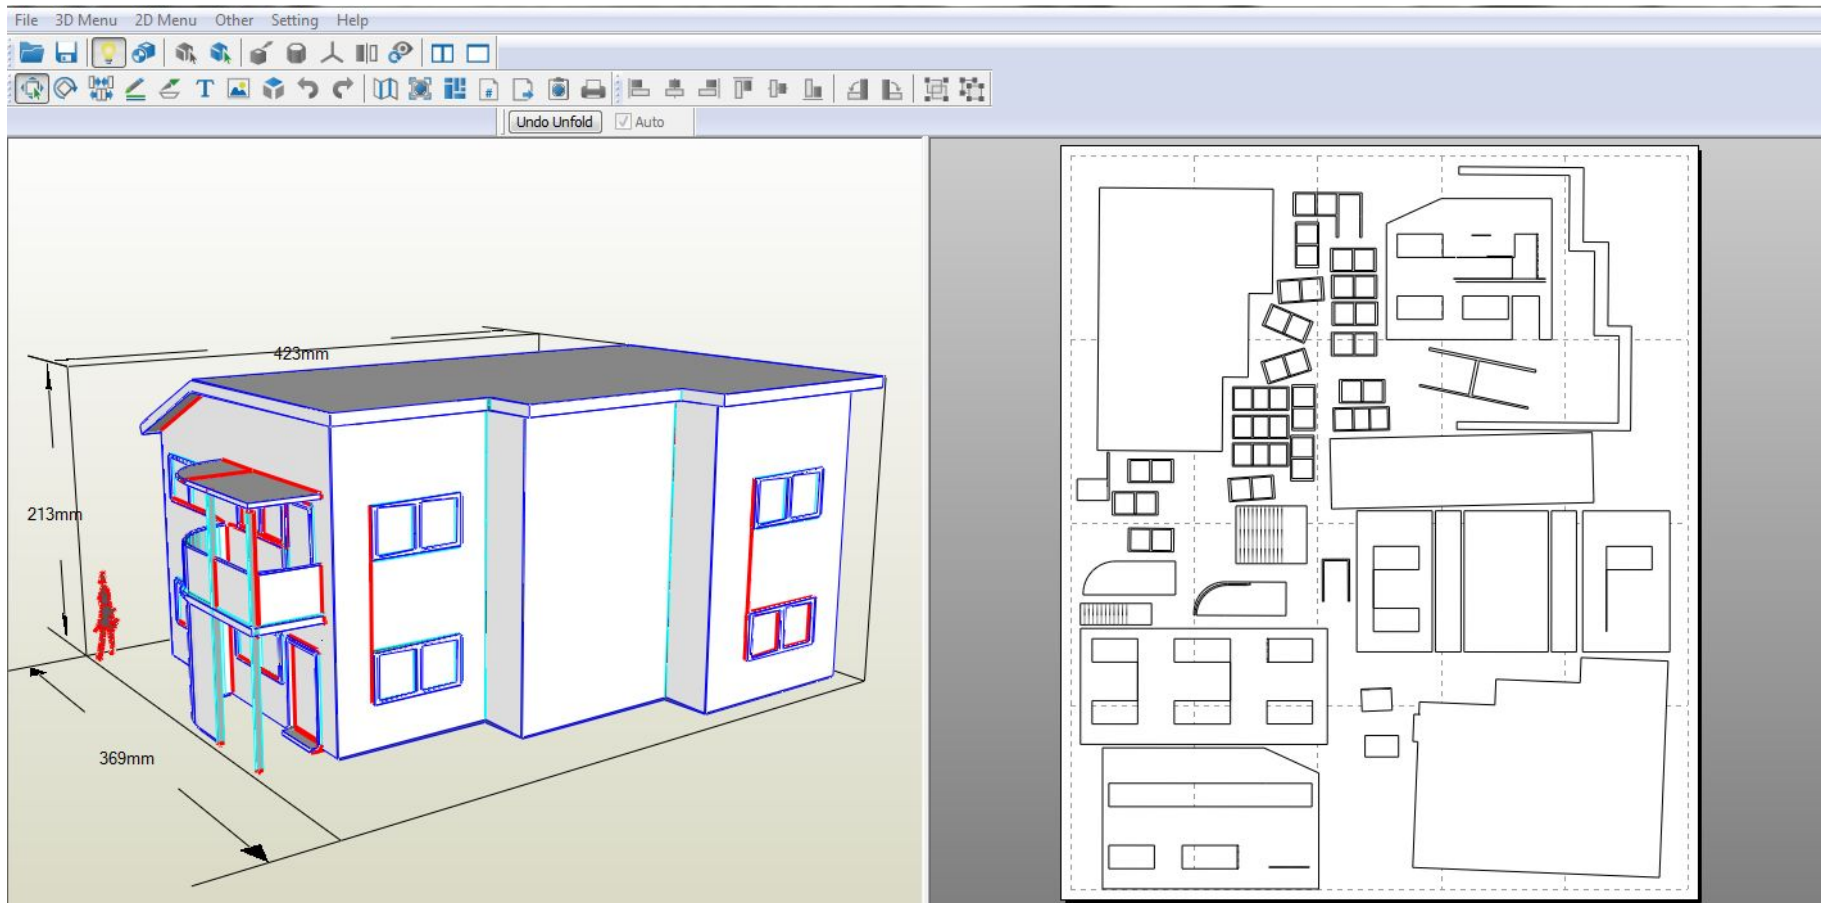 File 3D Menu 2D Menu Other Setting Help
T
#
Undo Unfold Auto
423mm
213mm
369mm